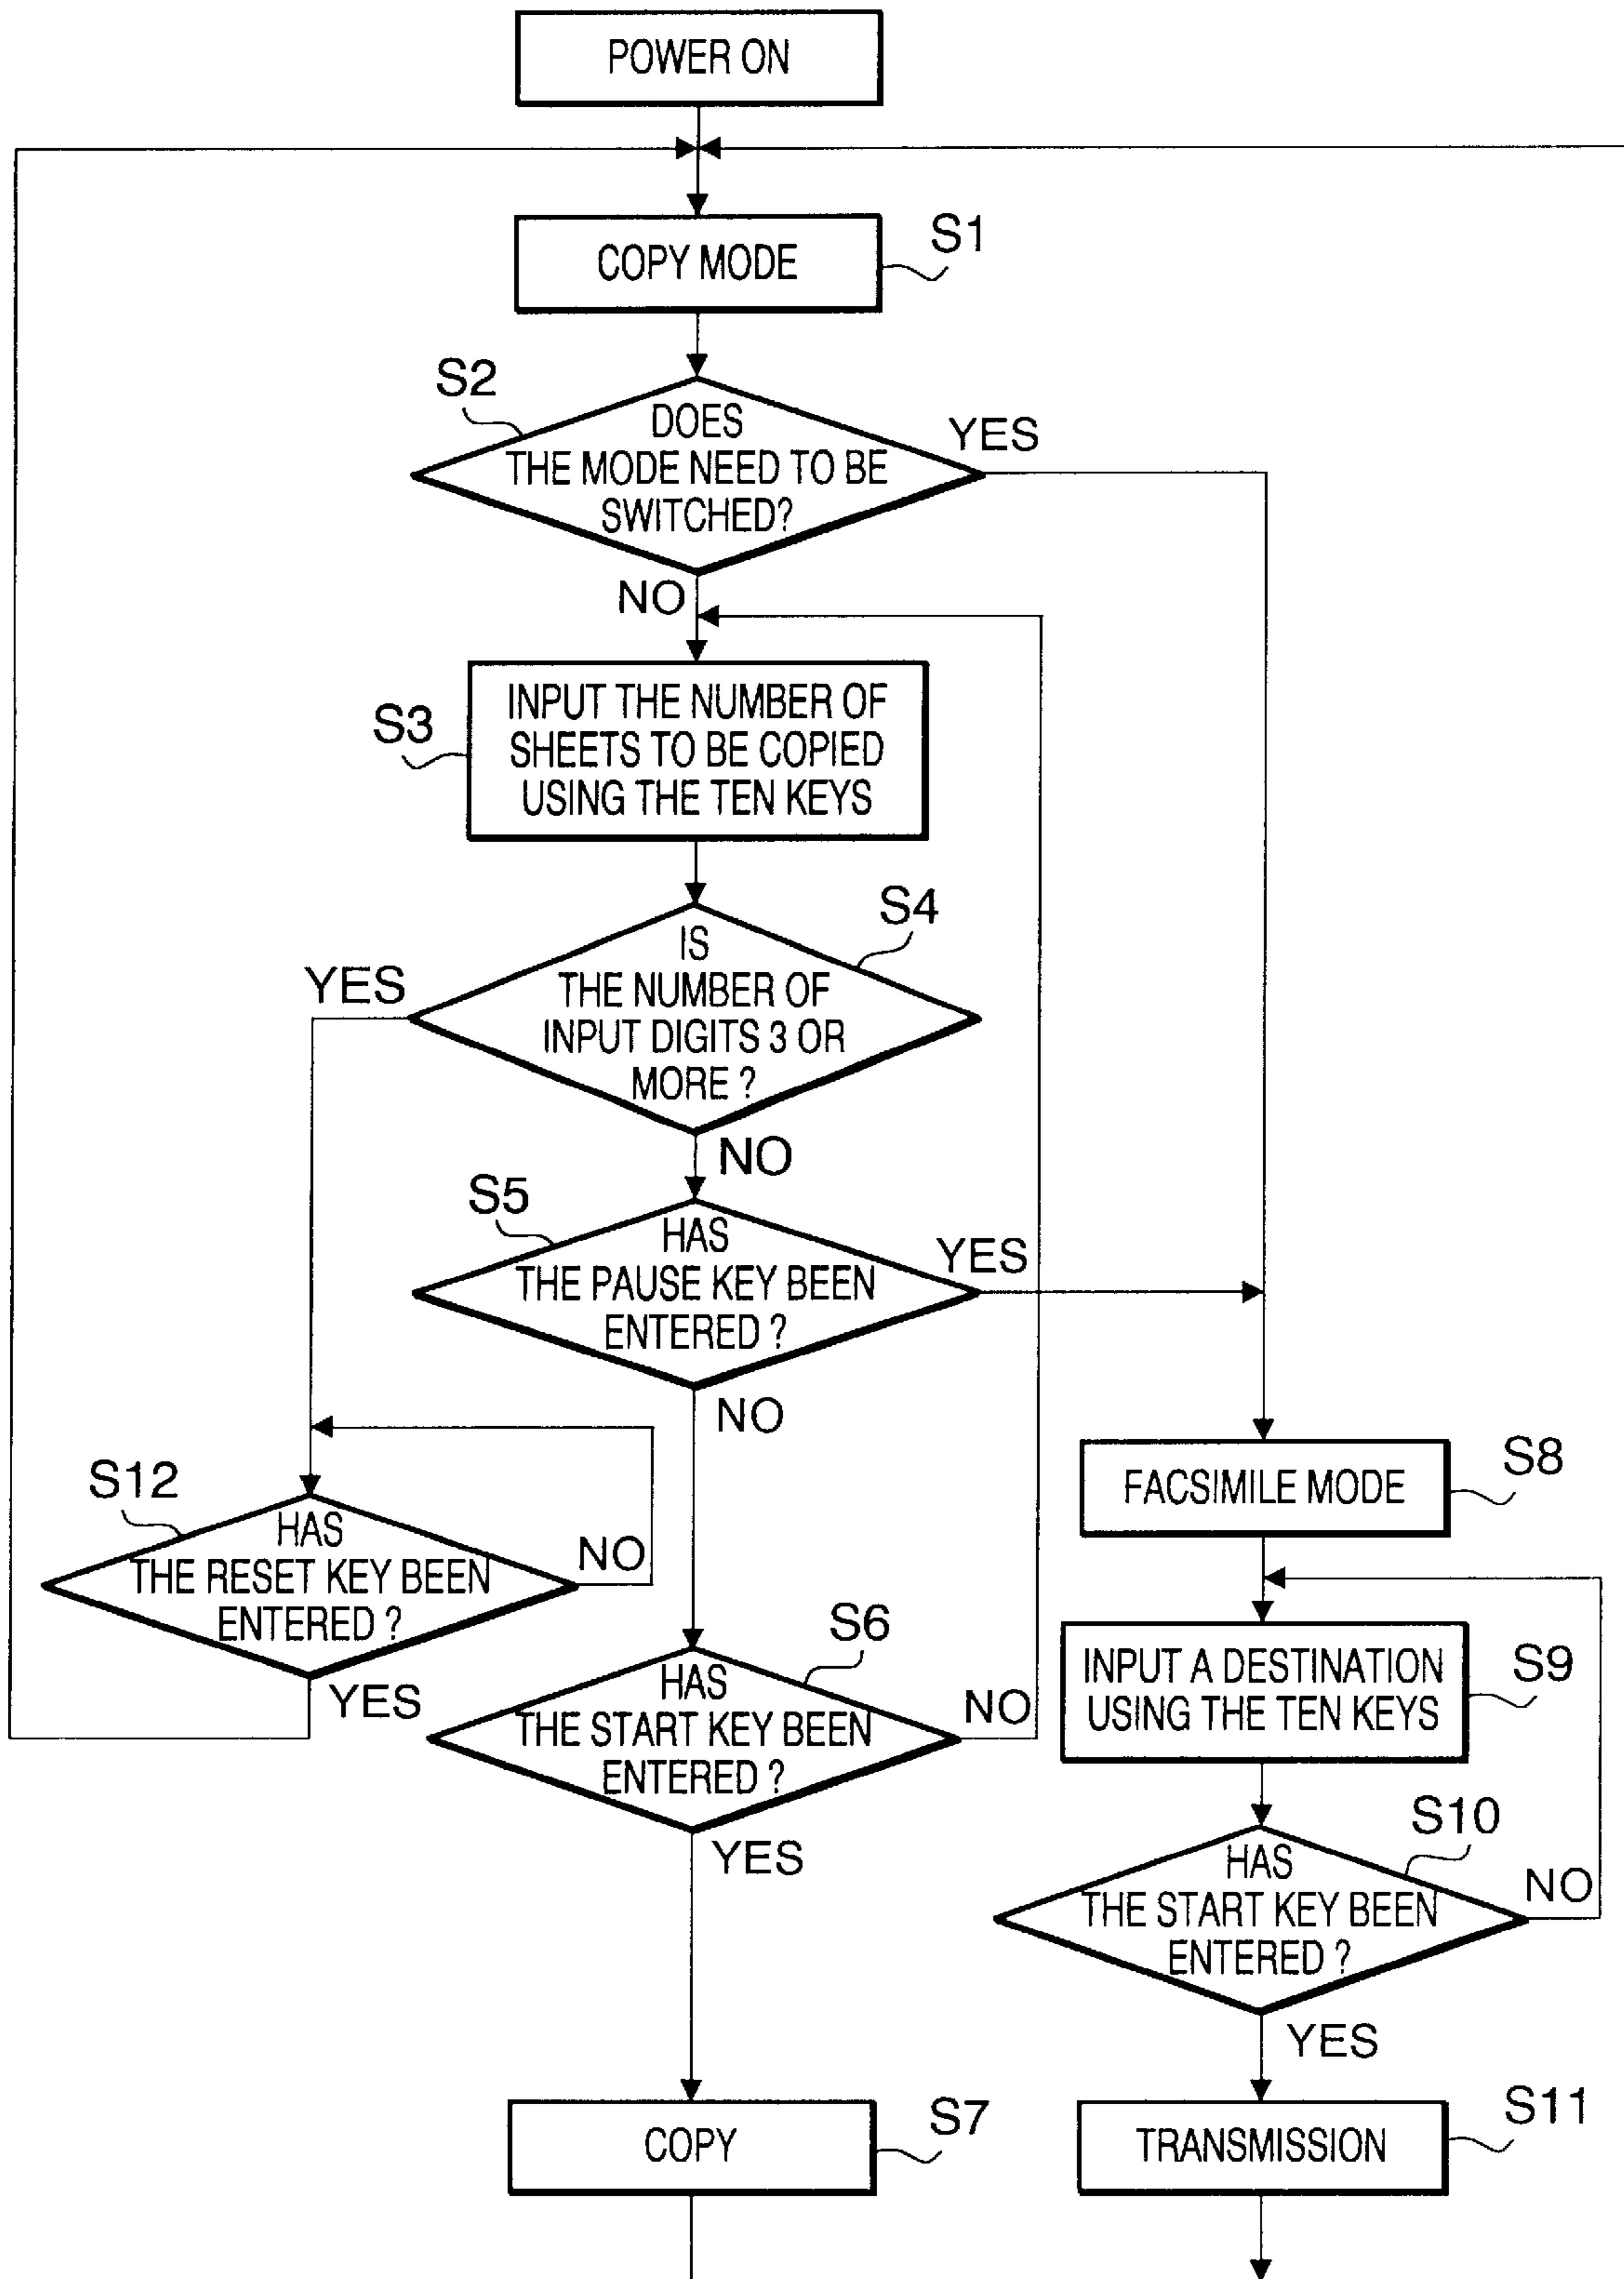 POWER ON
COPY MODE
S1
S2
DOES
THE MODE NEED TO BE
SWITCHED?
YES
NO
S3
INPUT THE NUMBER OF
SHEETS TO BE COPIED
USING THE TEN KEYS
S4
IS
THE NUMBER OF
INPUT DIGITS 3 OR
MORE ?
YES
NO
S5
HAS
THE PAUSE KEY BEEN
ENTERED ?
YES
NO
S12
HAS
THE RESET KEY BEEN
ENTERED ?
NO
YES
S6
HAS
THE START KEY BEEN
ENTERED ?
NO
YES
COPY
S7
FACSIMILE MODE
S8
INPUT A DESTINATION
USING THE TEN KEYS
S9
S10
HAS
THE START KEY BEEN
ENTERED ?
NO
YES
TRANSMISSION
S11